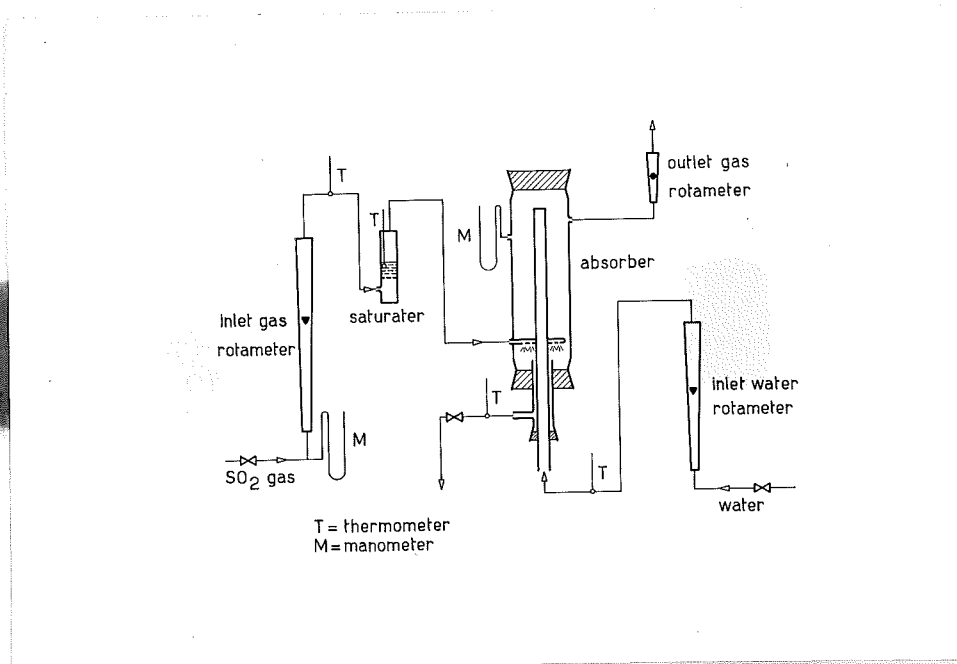 T
T
M
outlet gas
rotameter
absorber
saturater
inlet gas
rotameter
M
SO2 gas
T
inlet water
rotameter
T
water
T = thermometer
M = manometer